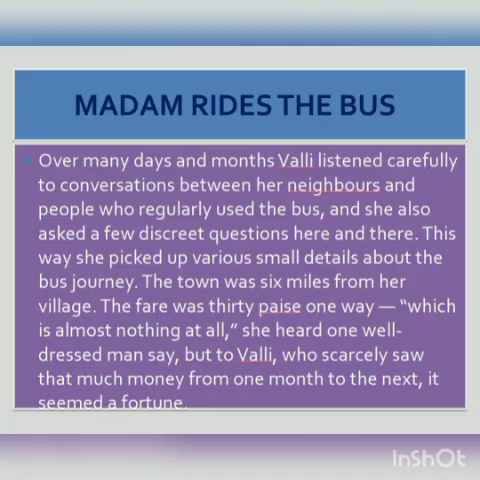 MADAM RIDES THE BUS
• Over many days and months Valli listened carefully
to conversations between her neighbours and
people who regularly used the bus, and she also
asked a few discreet questions here and there. This
way she picked up various small details about the
bus journey. The town was six miles from her
village. The fare was thirty paise one way — “which
is almost nothing at all,” she heard one well-
dressed man say, but to Valli, who scarcely saw
that much money from one month to the next, it
seemed a fortune.
InShOt